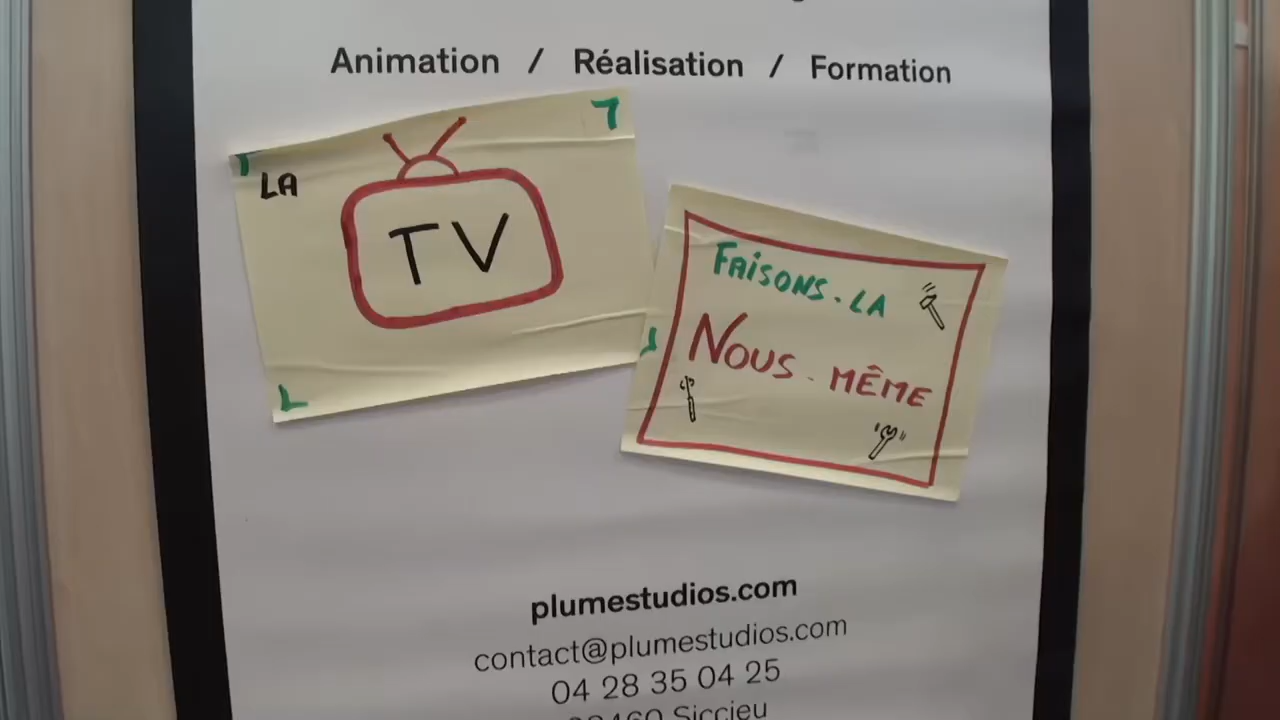 Animation / Réalisation / Formation
LA
TV
FAISONS-LA
NOUS-MÊME
plumestudios.com
contact@plumestudios.com
04 28 35 04 25
Siccieu